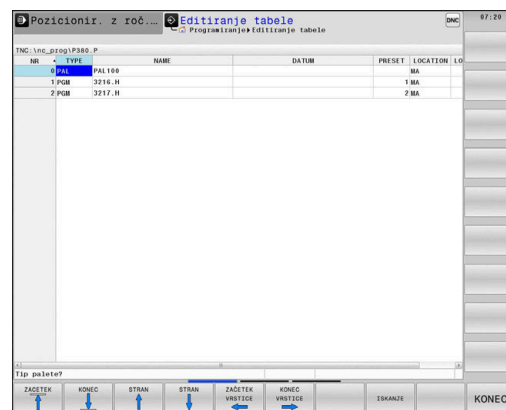 Pozicionir. z roč....
Editiranje tabele
DNC
07:20
Programiranje▸Editiranje tabele
TNC:\nc_prog\P380.P
NR TYPE NAME DATUM PRESET LOCATION LO
0 PAL PAL100 MA
1 PGM 3216.H 1 MA
2 PGM 3217.H 2 MA
Tip palete?
ZAČETEK
KONEC
STRAN
STRAN
ZAČETEK VRSTICE
KONEC VRSTICE
ISKANJE
KONEC